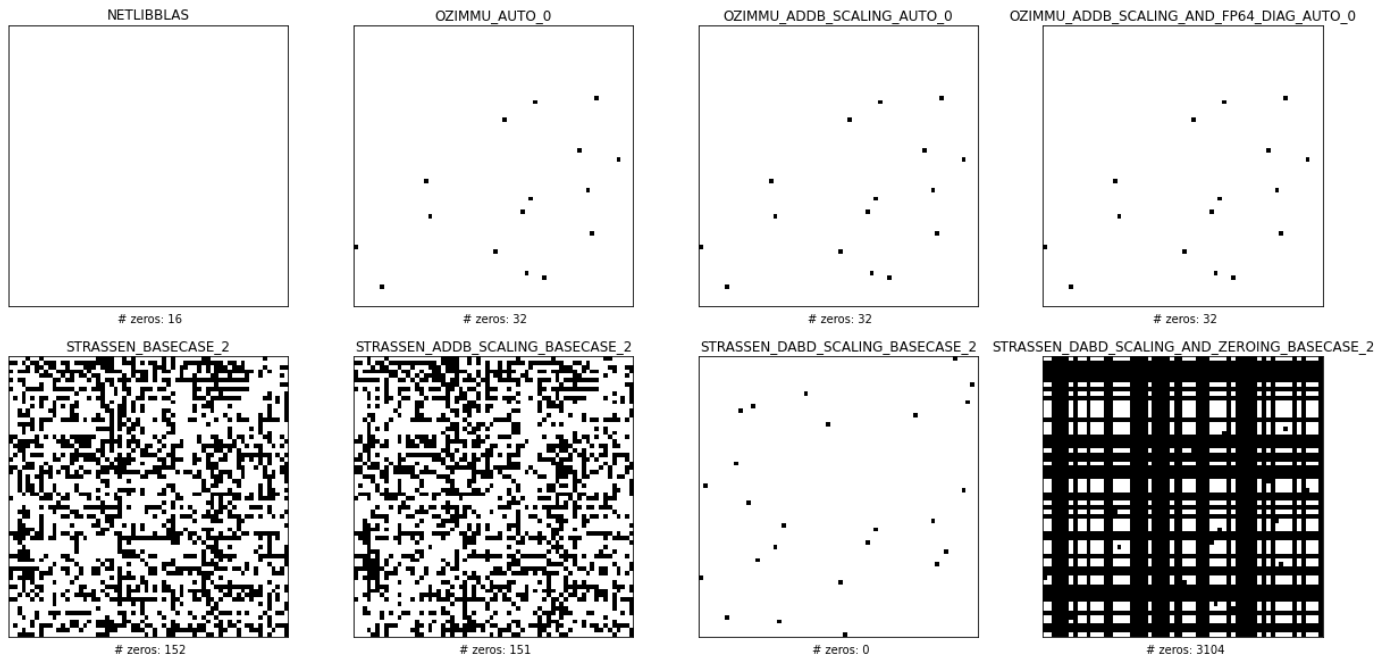 NETLIBBLAS
OZIMMU_AUTO_0
OZIMMU_ADDB_SCALING_AUTO_0
OZIMMU_ADDB_SCALING_AND_FP64_DIAG_AUTO_0
# zeros: 16
# zeros: 32
# zeros: 32
# zeros: 32
STRASSEN_BASECASE_2
STRASSEN_ADDB_SCALING_BASECASE_2
STRASSEN_DABD_SCALING_BASECASE_2
STRASSEN_DABD_SCALING_AND_ZEROING_BASECASE_2
# zeros: 152
# zeros: 151
# zeros: 0
# zeros: 3104